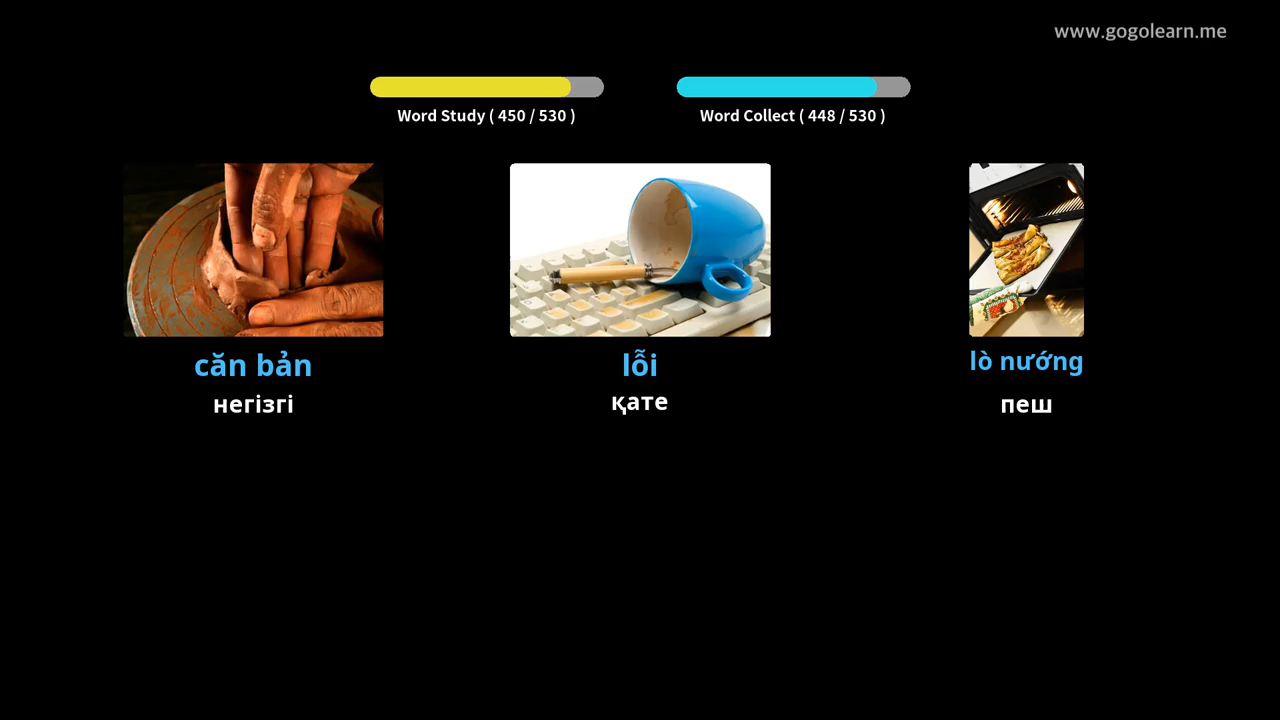 www.gogolearn.me
Word Study ( 450 / 530 )
Word Collect ( 448 / 530 )
căn bản
негізгі
lỗi
қате
lò nướng
пеш